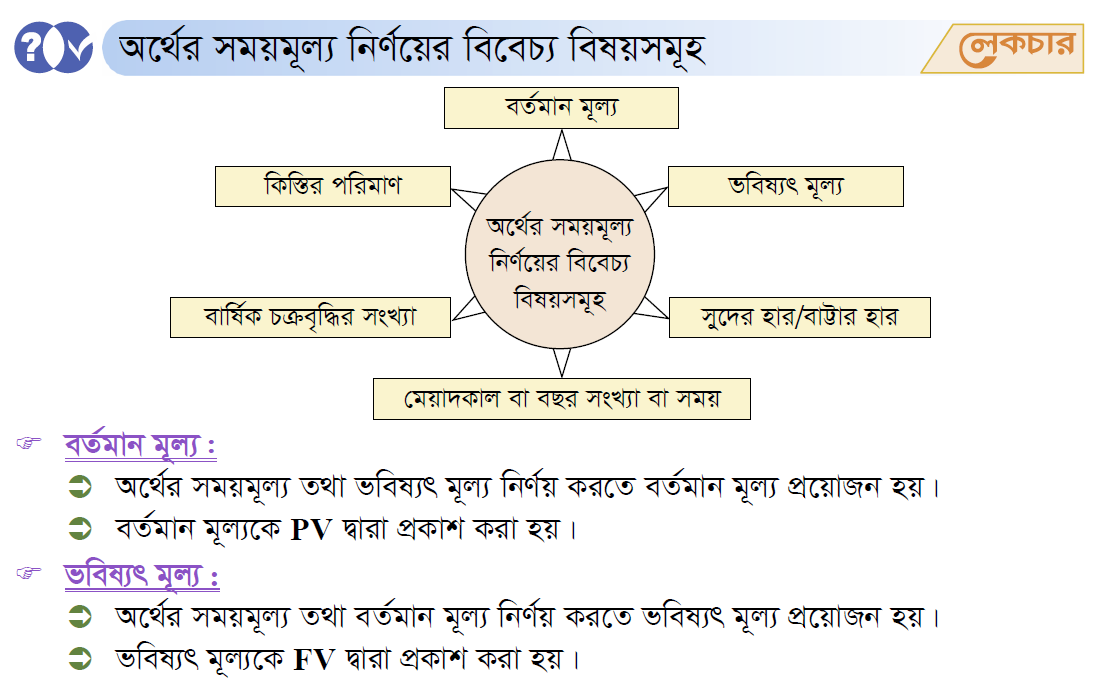 অর্থের সময়মূল্য নির্ণয়ের বিবেচ্য বিষয়সমূহ
লেকচার
বর্তমান মূল্য
কিস্তির পরিমাণ
ভবিষ্যৎ মূল্য
অর্থের সময়মূল্য
নির্ণয়ের বিবেচ্য
বিষয়সমূহ
বার্ষিক চক্রবৃদ্ধির সংখ্যা
সুদের হার/বাট্টার হার
মেয়াদকাল বা বছর সংখ্যা বা সময়
বর্তমান মূল্য :
অর্থের সময়মূল্য তথা ভবিষ্যৎ মূল্য নির্ণয় করতে বর্তমান মূল্য প্রয়োজন হয়।
বর্তমান মূল্যকে PV দ্বারা প্রকাশ করা হয়।
ভবিষ্যৎ মূল্য :
অর্থের সময়মূল্য তথা বর্তমান মূল্য নির্ণয় করতে ভবিষ্যৎ মূল্য প্রয়োজন হয়।
ভবিষ্যৎ মূল্যকে FV দ্বারা প্রকাশ করা হয়।